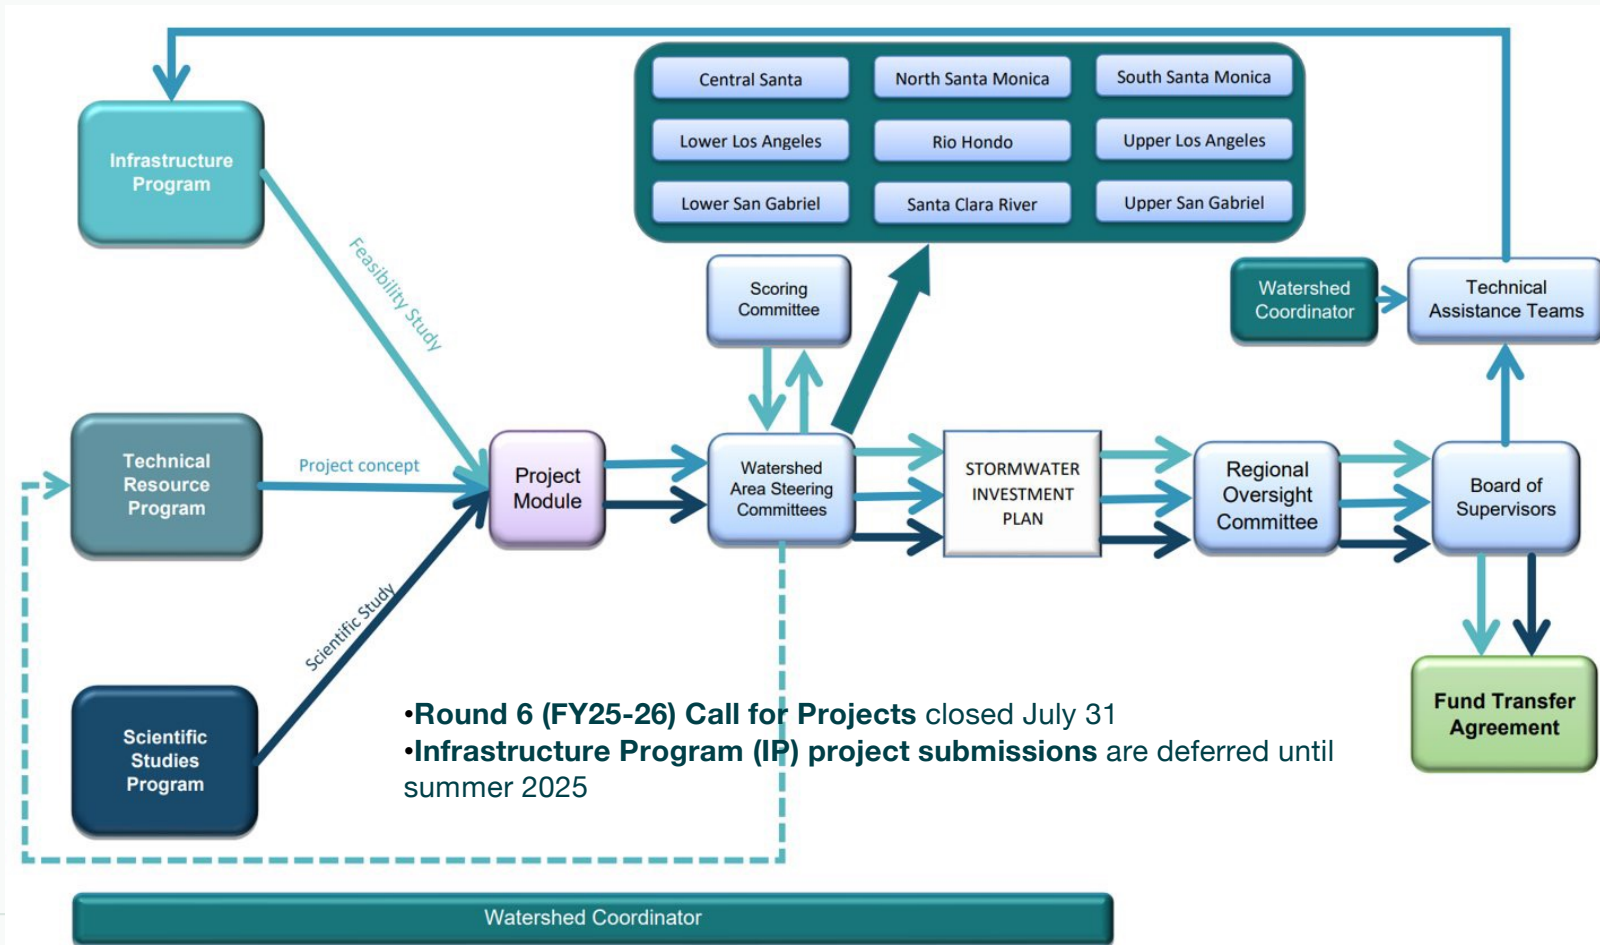 Central Santa
North Santa Monica
South Santa Monica
Lower Los Angeles
Rio Hondo
Upper Los Angeles
Lower San Gabriel
Santa Clara River
Upper San Gabriel
Infrastructure
Program
Feasibility Study
Scoring
Committee
Watershed
Coordinator
Technical
Assistance Teams
Technical
Resource
Program
Project concept
Project
Module
Watershed
Area Steering
Committees
STORMWATER
INVESTMENT
PLAN
Regional
Oversight
Committee
Board of
Supervisors
Scientific Study
Scientific
Studies
Program
•Round 6 (FY25-26) Call for Projects closed July 31
•Infrastructure Program (IP) project submissions are deferred until
summer 2025
Fund Transfer
Agreement
Watershed Coordinator